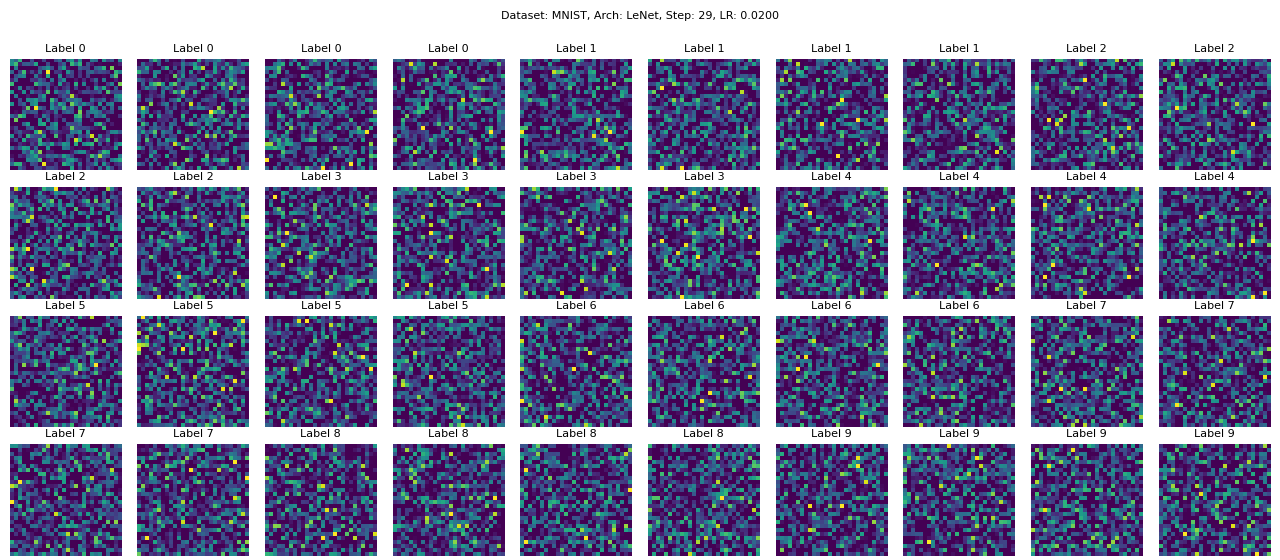 Dataset: MNIST, Arch: LeNet, Step: 29, LR: 0.0200
Label 0 Label 0 Label 0 Label 0 Label 1 Label 1 Label 1 Label 1 Label 2 Label 2
Label 2 Label 2 Label 3 Label 3 Label 3 Label 3 Label 4 Label 4 Label 4 Label 4
Label 5 Label 5 Label 5 Label 5 Label 6 Label 6 Label 6 Label 6 Label 7 Label 7
Label 7 Label 7 Label 8 Label 8 Label 8 Label 8 Label 9 Label 9 Label 9 Label 9